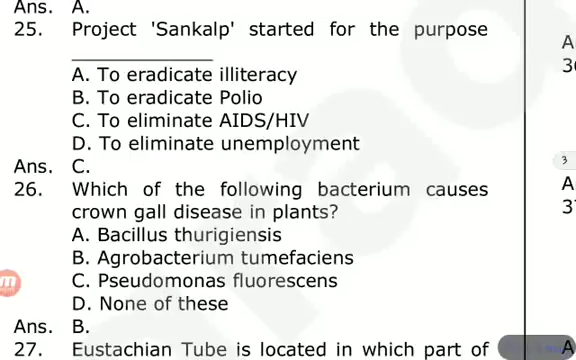 Ans. A.
25. Project 'Sankalp' started for the purpose
_______________
A. To eradicate illiteracy
B. To eradicate Polio
C. To eliminate AIDS/HIV
D. To eliminate unemployment
Ans. C.
26. Which of the following bacterium causes
crown gall disease in plants?
A. Bacillus thurigiensis
B. Agrobacterium tumefaciens
C. Pseudomonas fluorescens
D. None of these
Ans. B.
27. Eustachian Tube is located in which part of
A
3
A
3
A